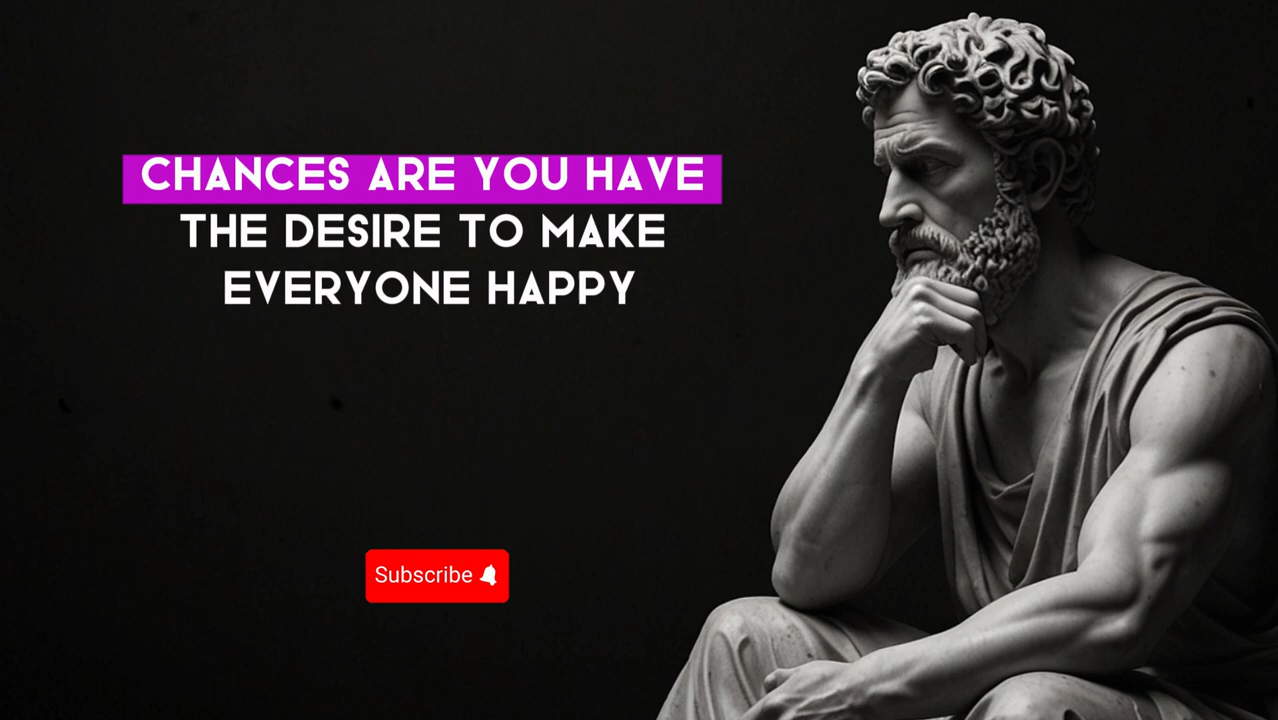 CHANCES ARE YOU HAVE
THE DESIRE TO MAKE
EVERYONE HAPPY
Subscribe